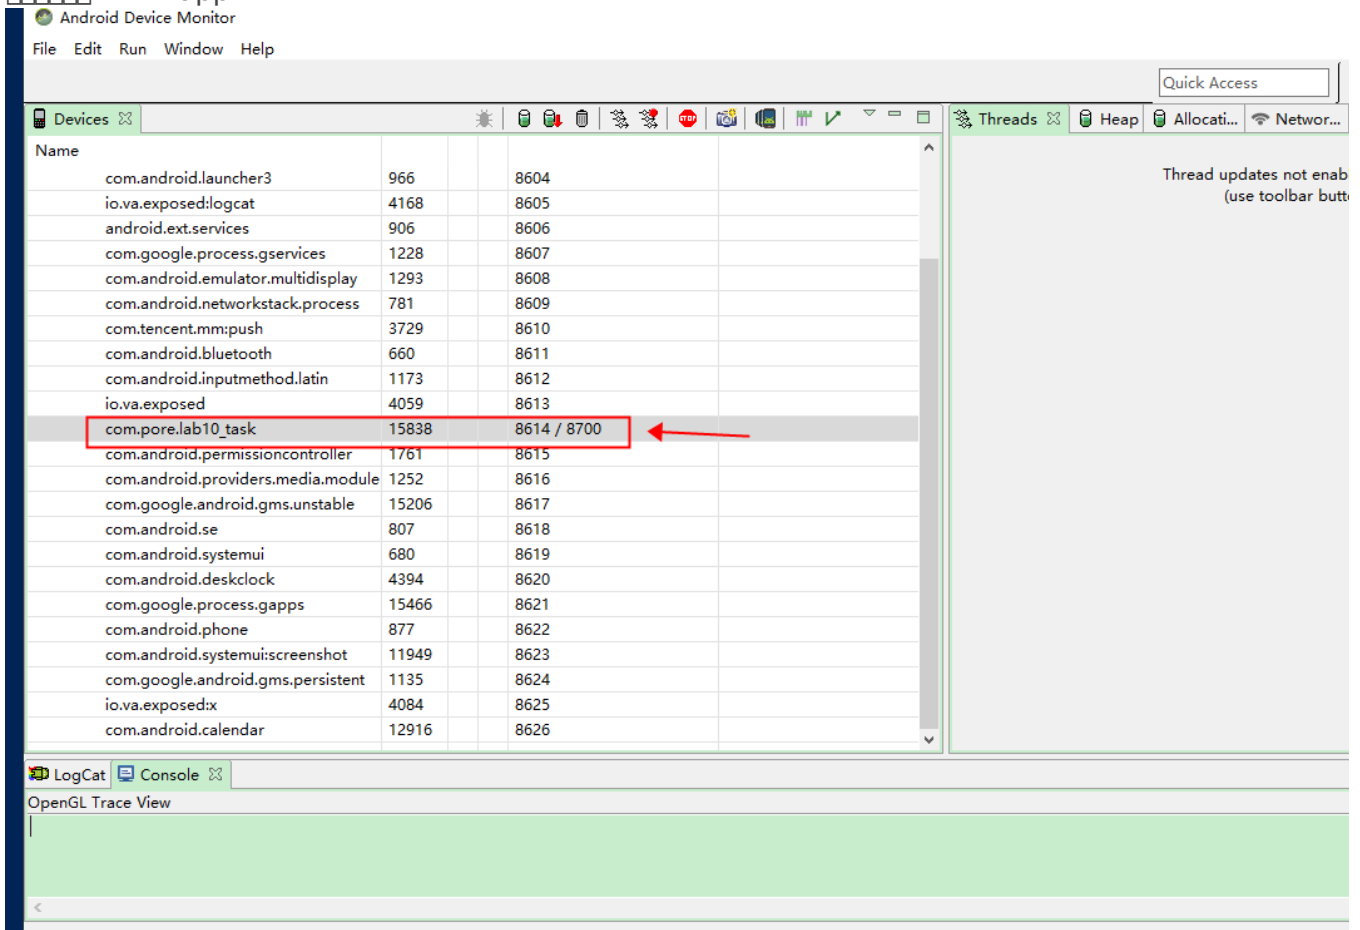 Android Device Monitor
File Edit Run Window Help
Quick Access
Devices
Threads Heap Allocati... Networ...
Name
Thread updates not enab
(use toolbar butt
com.android.launcher3 966 8604
io.va.exposed:logcat 4168 8605
android.ext.services 906 8606
com.google.process.gservices 1228 8607
com.android.emulator.multidisplay 1293 8608
com.android.networkstack.process 781 8609
com.tencent.mm:push 3729 8610
com.android.bluetooth 660 8611
com.android.inputmethod.latin 1173 8612
io.va.exposed 4059 8613
com.pore.lab10_task 15838 8614 / 8700
com.android.permissioncontroller 1761 8615
com.android.providers.media.module 1252 8616
com.google.android.gms.unstable 15206 8617
com.android.se 807 8618
com.android.systemui 680 8619
com.android.deskclock 4394 8620
com.google.process.gapps 15466 8621
com.android.phone 877 8622
com.android.systemui:screenshot 11949 8623
com.google.android.gms.persistent 1135 8624
io.va.exposed:x 4084 8625
com.android.calendar 12916 8626
LogCat Console
OpenGL Trace View